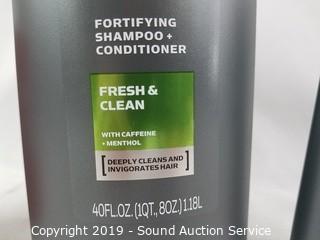 FORTIFYING
SHAMPOO +
CONDITIONER
FRESH &
CLEAN
WITH CAFFEINE
+ MENTHOL
DEEPLY CLEANS AND
INVIGORATES HAIR
40FL.OZ.(1QT., 8OZ.) 1.18L
Copyright 2019 - Sound Auction Service